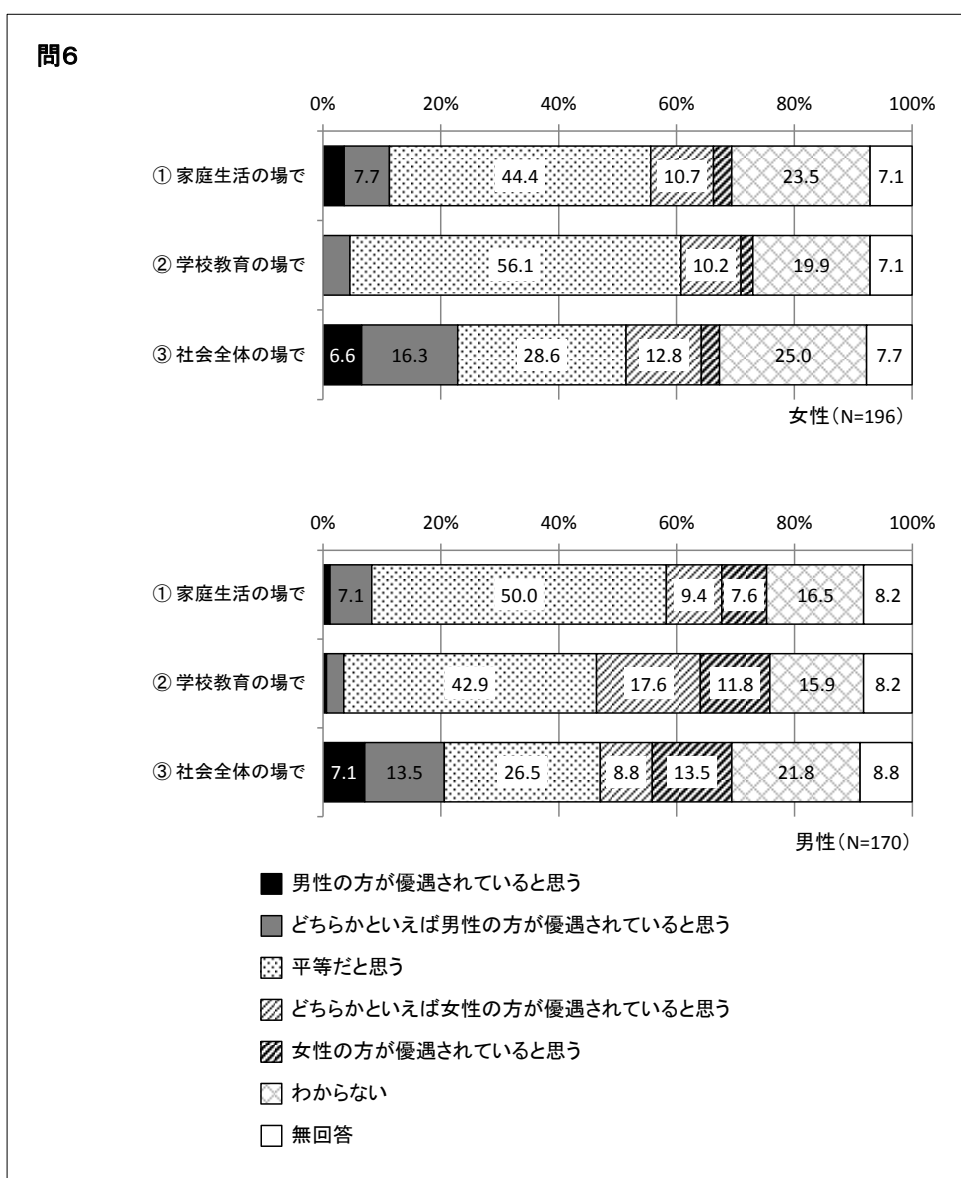 問6
0% 20% 40% 60% 80% 100%
① 家庭生活の場で 7.7 44.4 10.7 23.5 7.1
② 学校教育の場で 56.1 10.2 19.9 7.1
③ 社会全体の場で 6.6 16.3 28.6 12.8 25.0 7.7
女性(N=196)
0% 20% 40% 60% 80% 100%
① 家庭生活の場で 7.1 50.0 9.4 7.6 16.5 8.2
② 学校教育の場で 42.9 17.6 11.8 15.9 8.2
③ 社会全体の場で 7.1 13.5 26.5 8.8 13.5 21.8 8.8
男性(N=170)
男性の方が優遇されていると思う
どちらかといえば男性の方が優遇されていると思う
平等だと思う
どちらかといえば女性の方が優遇されていると思う
女性の方が優遇されていると思う
わからない
無回答